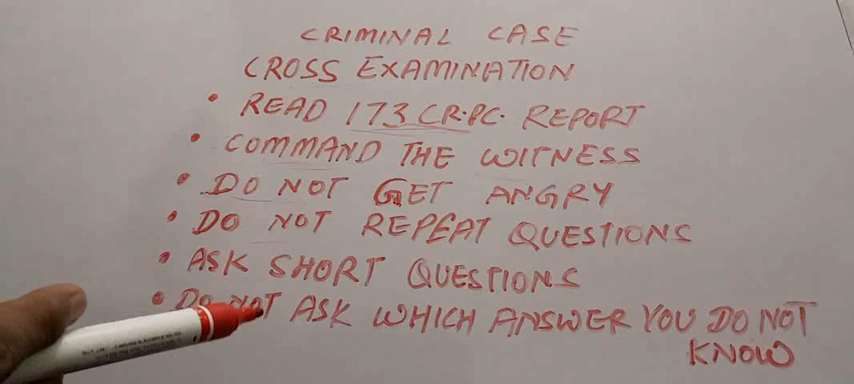 CRIMINAL CASE
CROSS EXAMINATION
• READ 173 CR.PC. REPORT
• COMMAND THE WITNESS
• DO NOT GET ANGRY
• DO NOT REPEAT QUESTIONS
• ASK SHORT QUESTIONS
• DO NOT ASK WHICH ANSWER YOU DO NOT
KNOW